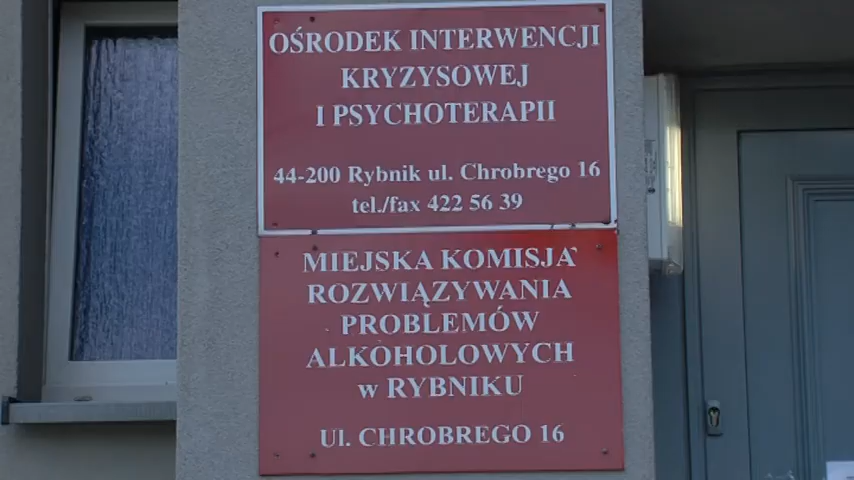 OŚRODEK INTERWENCJI
KRYZYSOWEJ
I PSYCHOTERAPII
44-200 Rybnik ul. Chrobrego 16
tel./fax 422 56 39
MIEJSKA KOMISJA
ROZWIĄZYWANIA
PROBLEMÓW
ALKOHOLOWYCH
w RYBNIKU
Ul. CHROBREGO 16